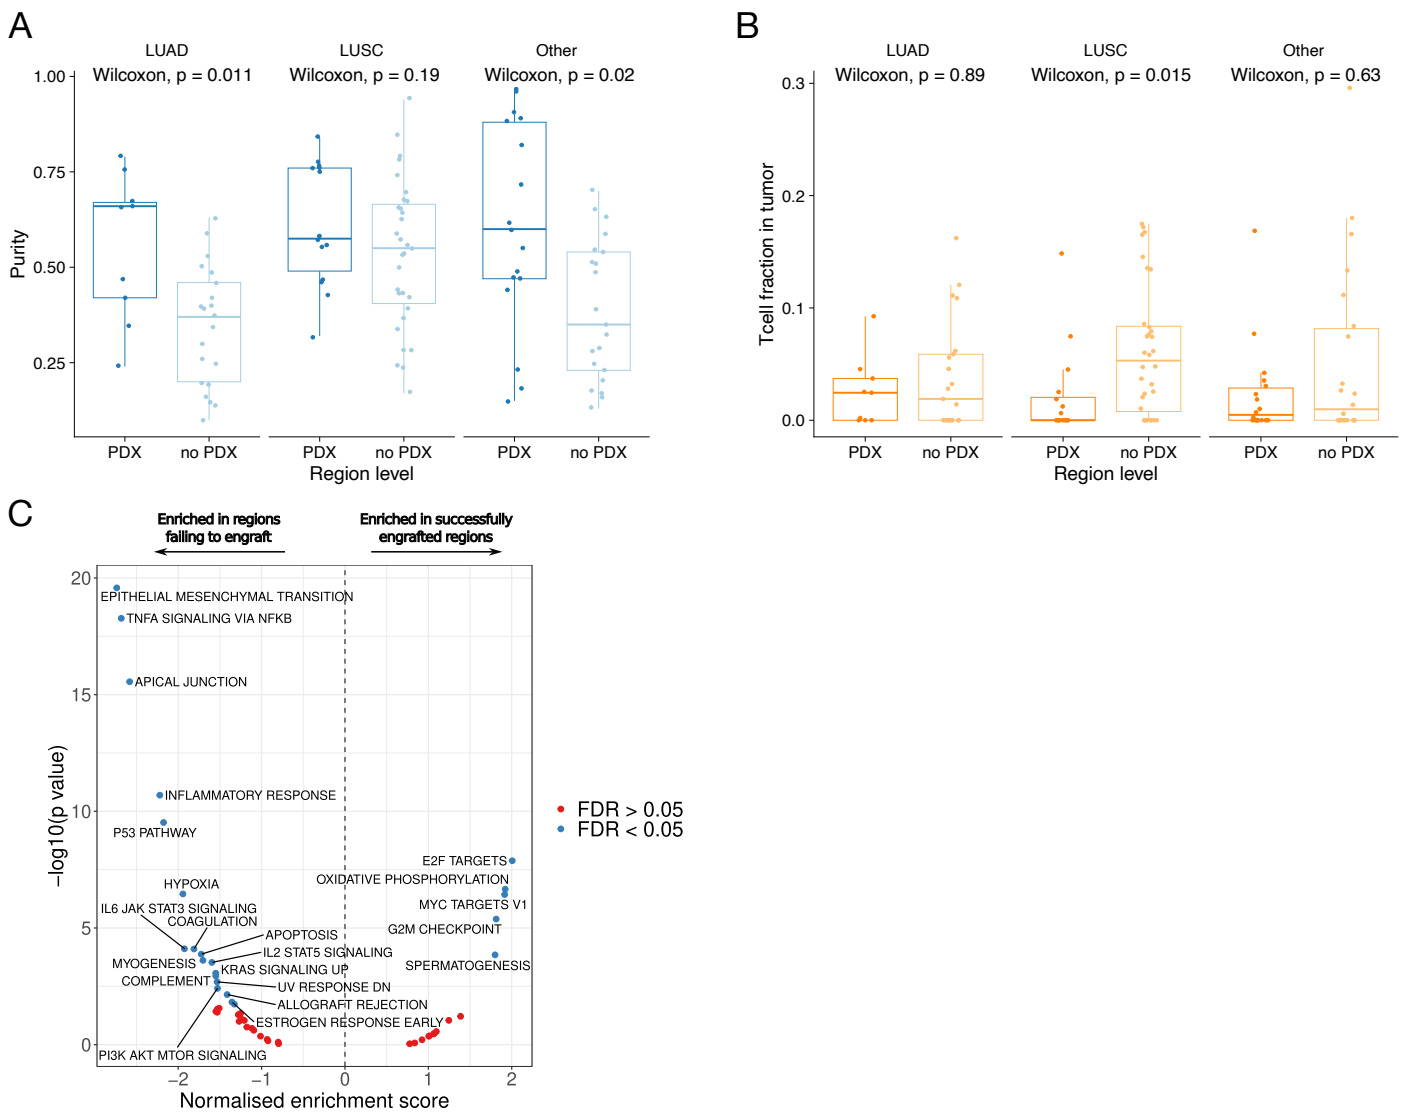 A
LUAD
LUSC
Other
Wilcoxon, p = 0.011
Wilcoxon, p = 0.19
Wilcoxon, p = 0.02
1.00
0.75
0.50
0.25
Purity
PDX
no PDX
PDX
no PDX
PDX
no PDX
Region level
B
LUAD
LUSC
Other
Wilcoxon, p = 0.89
Wilcoxon, p = 0.015
Wilcoxon, p = 0.63
0.3
0.2
0.1
0.0
Tcell fraction in tumor
PDX
no PDX
PDX
no PDX
PDX
no PDX
Region level
C
Enriched in regions
failing to engraft
Enriched in successfully
engrafted regions
20
15
10
5
0
−log10(p value)
EPITHELIAL MESENCHYMAL TRANSITION
TNFA SIGNALING VIA NFKB
APICAL JUNCTION
INFLAMMATORY RESPONSE
P53 PATHWAY
E2F TARGETS
OXIDATIVE PHOSPHORYLATION
HYPOXIA
MYC TARGETS V1
IL6 JAK STAT3 SIGNALING
COAGULATION
G2M CHECKPOINT
APOPTOSIS
IL2 STAT5 SIGNALING
MYOGENESIS
KRAS SIGNALING UP
SPERMATOGENESIS
COMPLEMENT
UV RESPONSE DN
ALLOGRAFT REJECTION
ESTROGEN RESPONSE EARLY
PI3K AKT MTOR SIGNALING
−2
−1
0
1
2
Normalised enrichment score
FDR > 0.05
FDR < 0.05